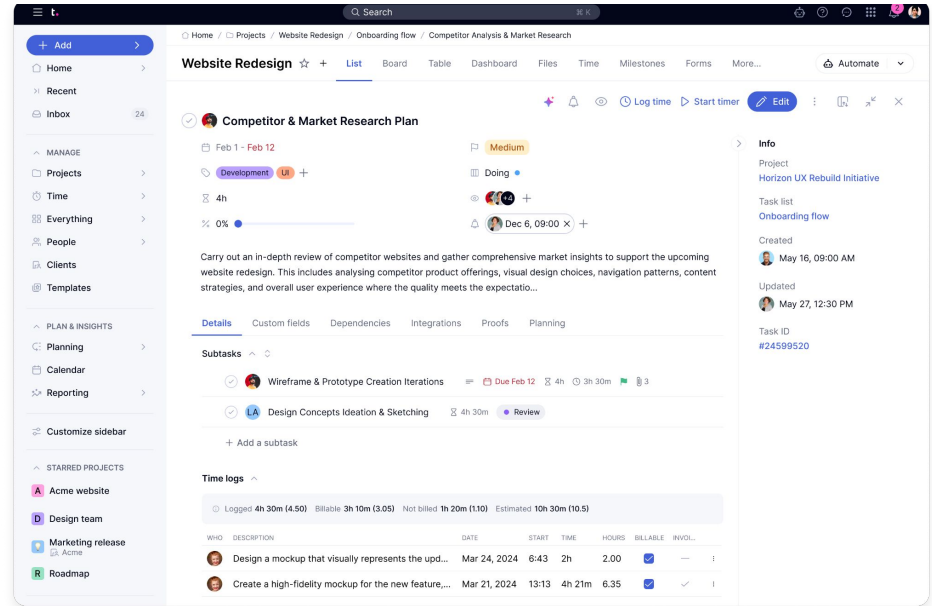 t.
Search
⌘ K
2
Add
Home
Recent
Inbox 24
MANAGE
Projects
Time
Everything
People
Clients
Templates
PLAN & INSIGHTS
Planning
Calendar
Reporting
Customize sidebar
STARRED PROJECTS
A Acme website
D Design team
Marketing release
Acme
R Roadmap
Home / Projects / Website Redesign / Onboarding flow / Competitor Analysis & Market Research
Website Redesign
List Board Table Dashboard Files Time Milestones Forms More...
Automate
Log time Start timer Edit
Competitor & Market Research Plan
Feb 1 - Feb 12 Medium
Development UI + Doing
4h +4 +
% 0% Dec 6, 09:00 × +
Carry out an in-depth review of competitor websites and gather comprehensive market insights to support the upcoming
website redesign. This includes analysing competitor product offerings, visual design choices, navigation patterns, content
strategies, and overall user experience where the quality meets the expectatio...
Details Custom fields Dependencies Integrations Proofs Planning
Subtasks
Wireframe & Prototype Creation Iterations Due Feb 12 4h 3h 30m 3
LA Design Concepts Ideation & Sketching 4h 30m Review
+ Add a subtask
Time logs
Logged 4h 30m (4.50) Billable 3h 10m (3.05) Not billed 1h 20m (1.10) Estimated 10h 30m (10.5)
WHO DESCRPTION DATE START TIME HOURS BILLABLE INVOI...
Design a mockup that visually represents the upd... Mar 24, 2024 6:43 2h 2.00 —
Create a high-fidelity mockup for the new feature,... Mar 21, 2024 13:13 4h 21m 6.35
Info
Project
Horizon UX Rebuild Initiative
Task list
Onboarding flow
Created
May 16, 09:00 AM
Updated
May 27, 12:30 PM
Task ID
#24599520